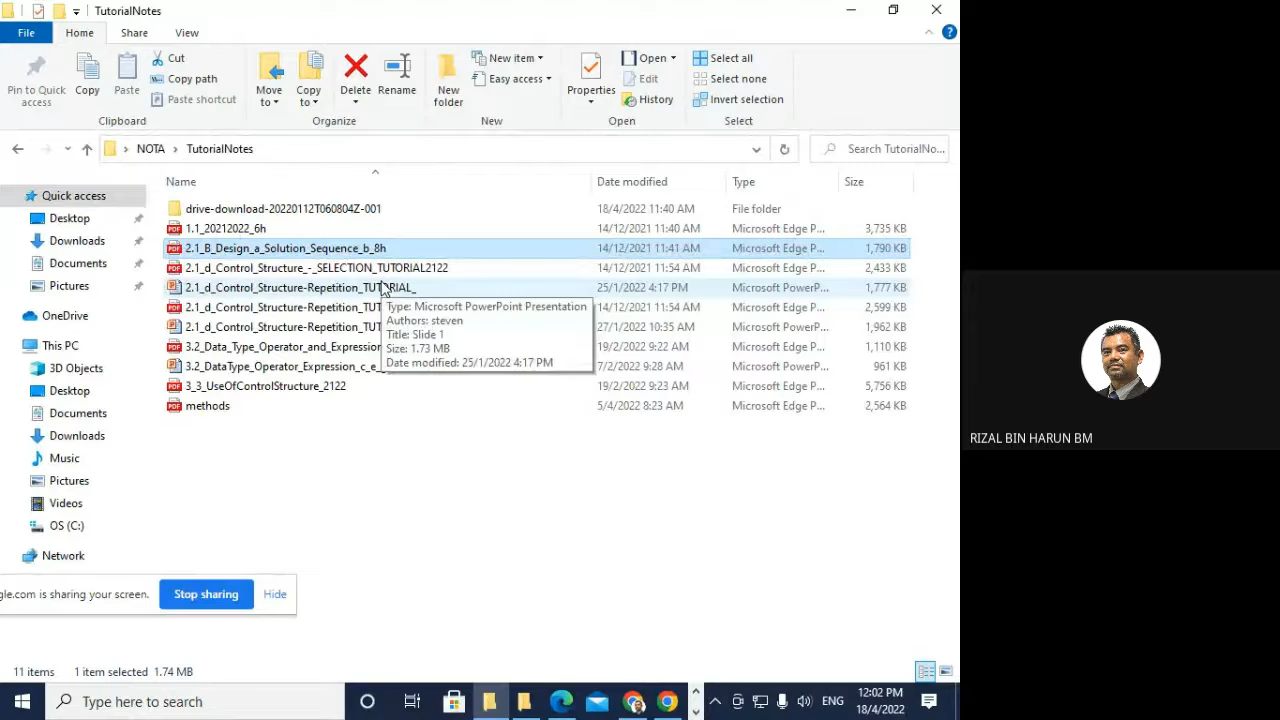 TutorialNotes
File Home Share View
Pin to Quick access
Copy
Paste
Cut
Copy path
Paste shortcut
Clipboard
Move to
Copy to
Delete
Rename
Organize
New folder
New item
Easy access
New
Properties
Open
Edit
History
Open
Select all
Select none
Invert selection
Select
NOTA > TutorialNotes
Search TutorialNo...
Name Date modified Type Size
drive-download-20220112T060804Z-001 18/4/2022 11:40 AM File folder
1.1_20212022_6h 14/12/2021 11:40 AM Microsoft Edge P... 3,735 KB
2.1_B_Design_a_Solution_Sequence_b_8h 14/12/2021 11:41 AM Microsoft Edge P... 1,790 KB
2.1_d_Control_Structure_-_SELECTION_TUTORIAL2122 14/12/2021 11:54 AM Microsoft Edge P... 2,433 KB
2.1_d_Control_Structure-Repetition_TUTORIAL_ 25/1/2022 4:17 PM Microsoft PowerP... 1,777 KB
2.1_d_Control_Structure-Repetition_TUT 14/12/2021 11:54 AM Microsoft Edge P... 2,599 KB
2.1_d_Control_Structure-Repetition_TUT 27/1/2022 10:35 AM Microsoft PowerP... 1,962 KB
3.2_Data_Type_Operator_and_Expression 19/2/2022 9:22 AM Microsoft Edge P... 1,110 KB
3.2_DataType_Operator_Expression_c_e_ 7/2/2022 9:28 AM Microsoft PowerP... 961 KB
3_3_UseOfControlStructure_2122 19/2/2022 9:23 AM Microsoft Edge P... 5,756 KB
methods 5/4/2022 8:23 AM Microsoft Edge P... 2,564 KB
Type: Microsoft PowerPoint Presentation
Authors: steven
Title: Slide 1
Size: 1.73 MB
Date modified: 25/1/2022 4:17 PM
Quick access
Desktop
Downloads
Documents
Pictures
OneDrive
This PC
3D Objects
Desktop
Documents
Downloads
Music
Pictures
Videos
OS (C:)
Network
gle.com is sharing your screen. Stop sharing Hide
11 items 1 item selected 1.74 MB
Type here to search
ENG
12:02 PM
18/4/2022
RIZAL BIN HARUN BM